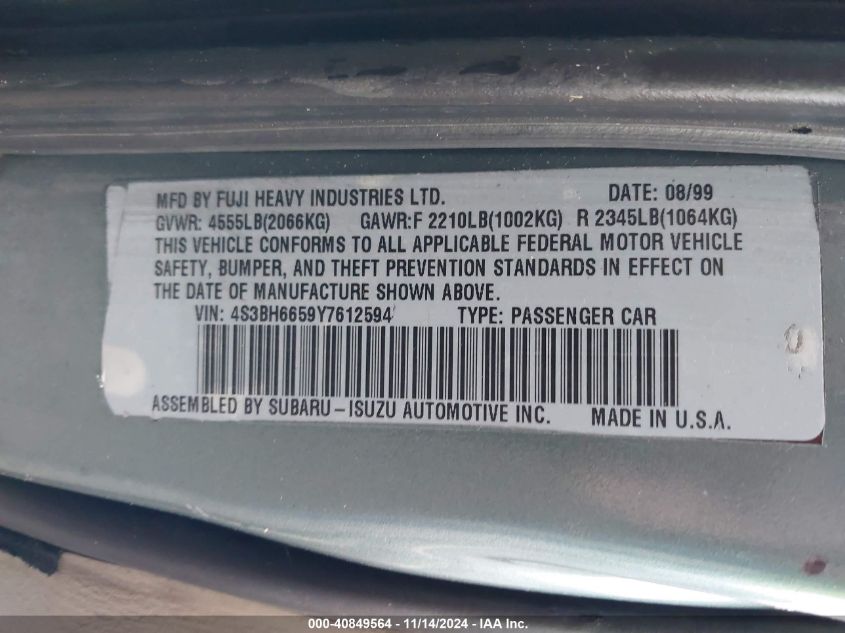 MFD BY FUJI HEAVY INDUSTRIES LTD. DATE: 08/99
GVWR: 4555LB(2066KG) GAWR:F 2210LB(1002KG) R 2345LB(1064KG)
THIS VEHICLE CONFORMS TO ALL APPLICABLE FEDERAL MOTOR VEHICLE
SAFETY, BUMPER, AND THEFT PREVENTION STANDARDS IN EFFECT ON
THE DATE OF MANUFACTURE SHOWN ABOVE.
VIN: 4S3BH6659Y7612594 TYPE: PASSENGER CAR
ASSEMBLED BY SUBARU-ISUZU AUTOMOTIVE INC. MADE IN U.S.A.
000-40849564 - 11/14/2024 - IAA Inc.